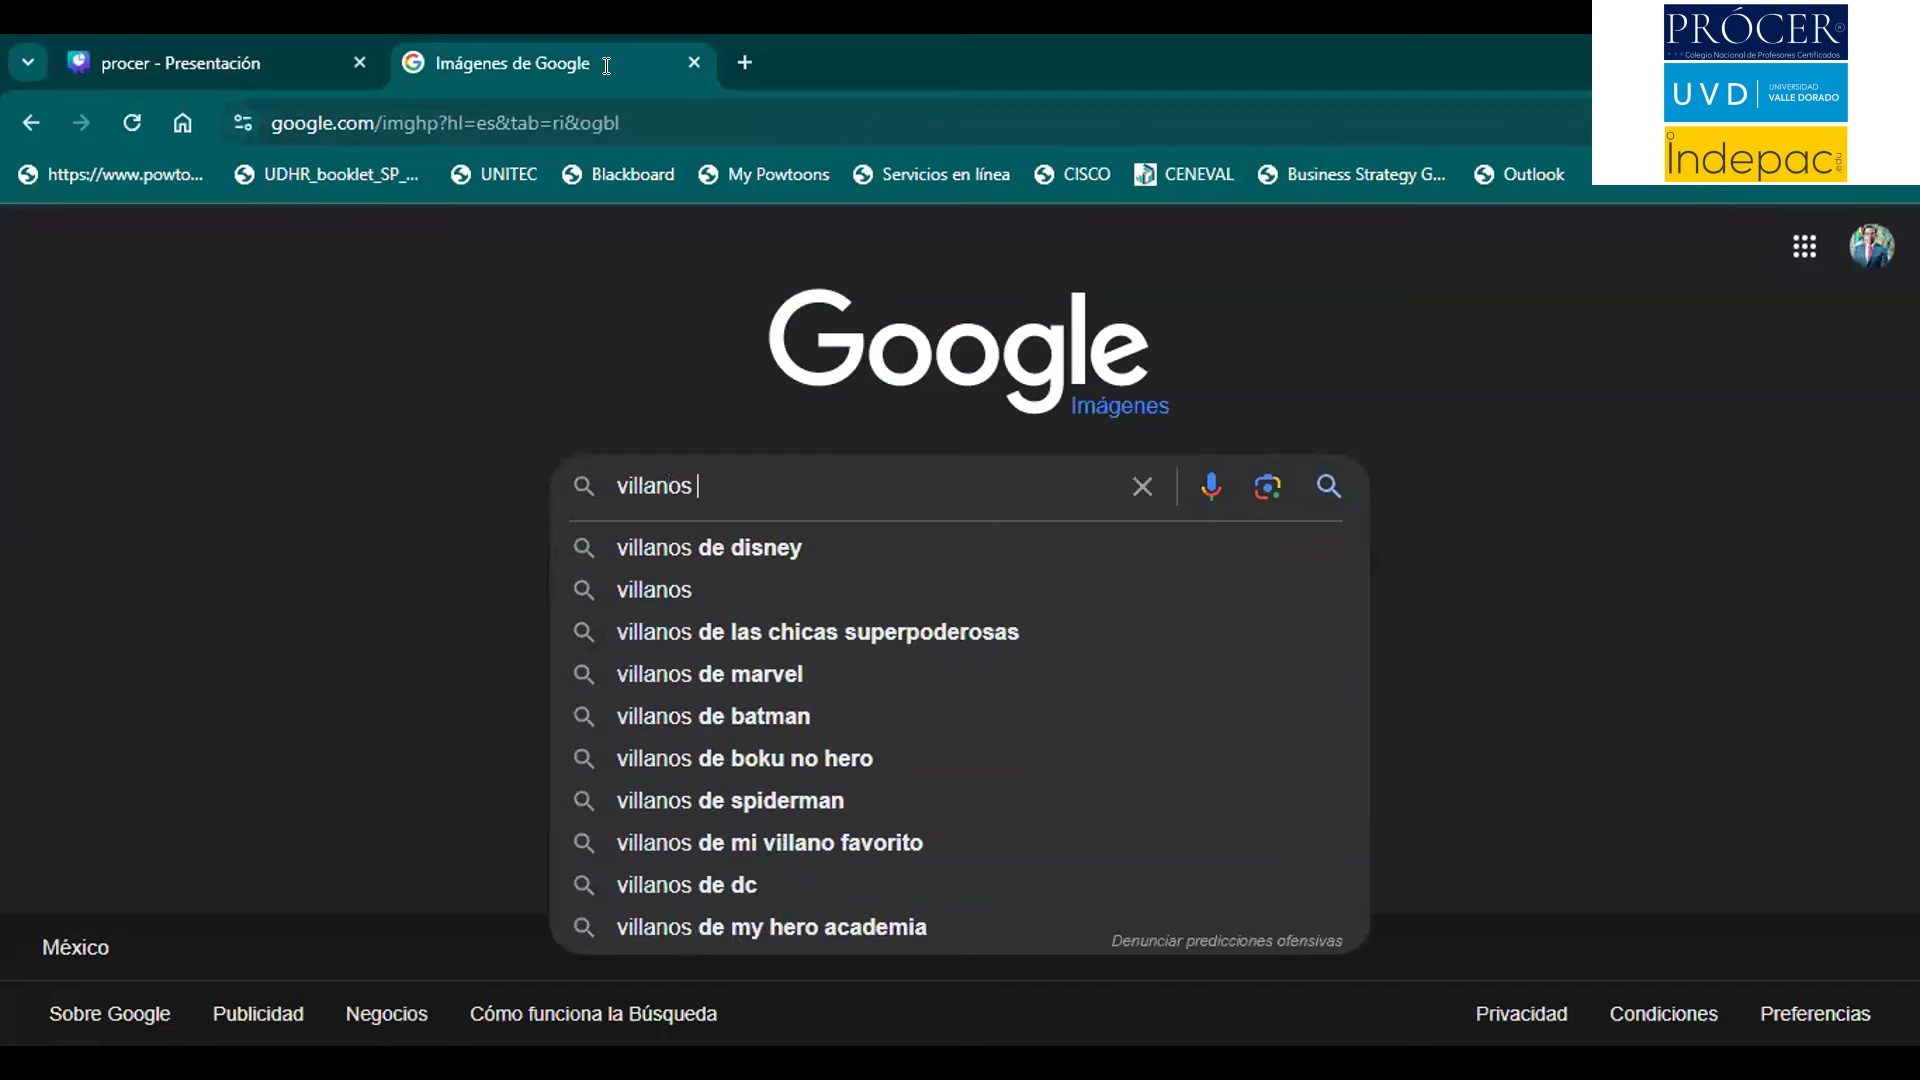 procer - Presentación
Imágenes de Google
google.com/imghp?hl=es&tab=ri&ogbl
https://www.powto...
UDHR_booklet_SP_...
UNITEC
Blackboard
My Powtoons
Servicios en línea
CISCO
CENEVAL
Business Strategy G...
Outlook
PRÓCER
Colegio Nacional de Profesores Certificados
UVD
UNIVERSIDAD
VALLE DORADO
indepac.edu
Google
Imágenes
villanos
villanos de disney
villanos
villanos de las chicas superpoderosas
villanos de marvel
villanos de batman
villanos de boku no hero
villanos de spiderman
villanos de mi villano favorito
villanos de dc
villanos de my hero academia
Denunciar predicciones ofensivas
México
Sobre Google
Publicidad
Negocios
Cómo funciona la Búsqueda
Privacidad
Condiciones
Preferencias